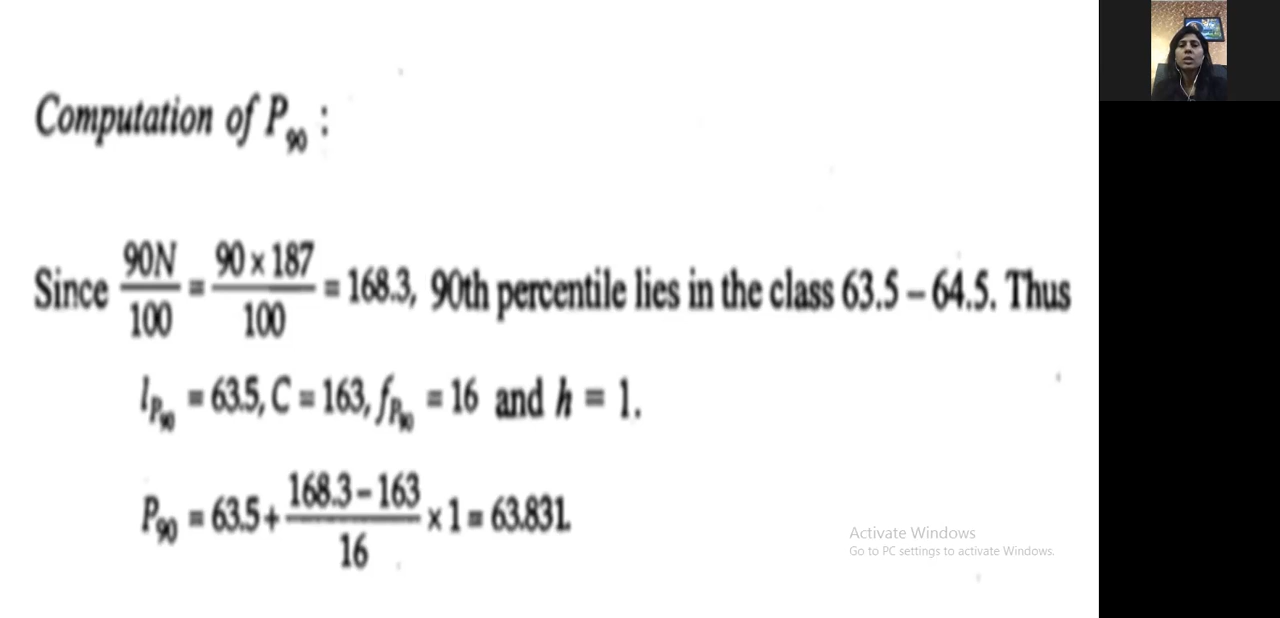 Computation of P90 :
Since 90N/100 = 90 × 187/100 = 168.3, 90th percentile lies in the class 63.5 – 64.5. Thus
lP90 = 63.5, C = 163, fP90 = 16 and h = 1.
P90 = 63.5 + 168.3 – 163/16 × 1 = 63.831.
Activate Windows
Go to PC settings to activate Windows.